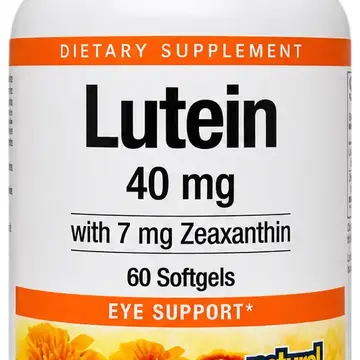 DIETARY SUPPLEMENT
Lutein
40 mg
with 7 mg Zeaxanthin
60 Softgels
EYE SUPPORT*